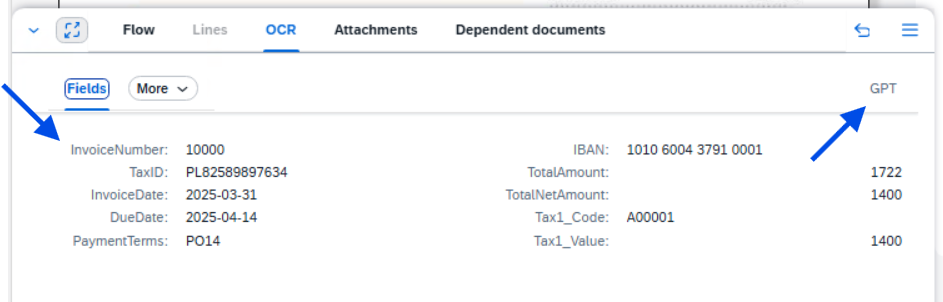 Flow Lines OCR Attachments Dependent documents
Fields More GPT
InvoiceNumber: 10000 IBAN: 1010 6004 3791 0001
TaxID: PL82589897634 TotalAmount: 1722
InvoiceDate: 2025-03-31 TotalNetAmount: 1400
DueDate: 2025-04-14 Tax1_Code: A00001
PaymentTerms: PO14 Tax1_Value: 1400